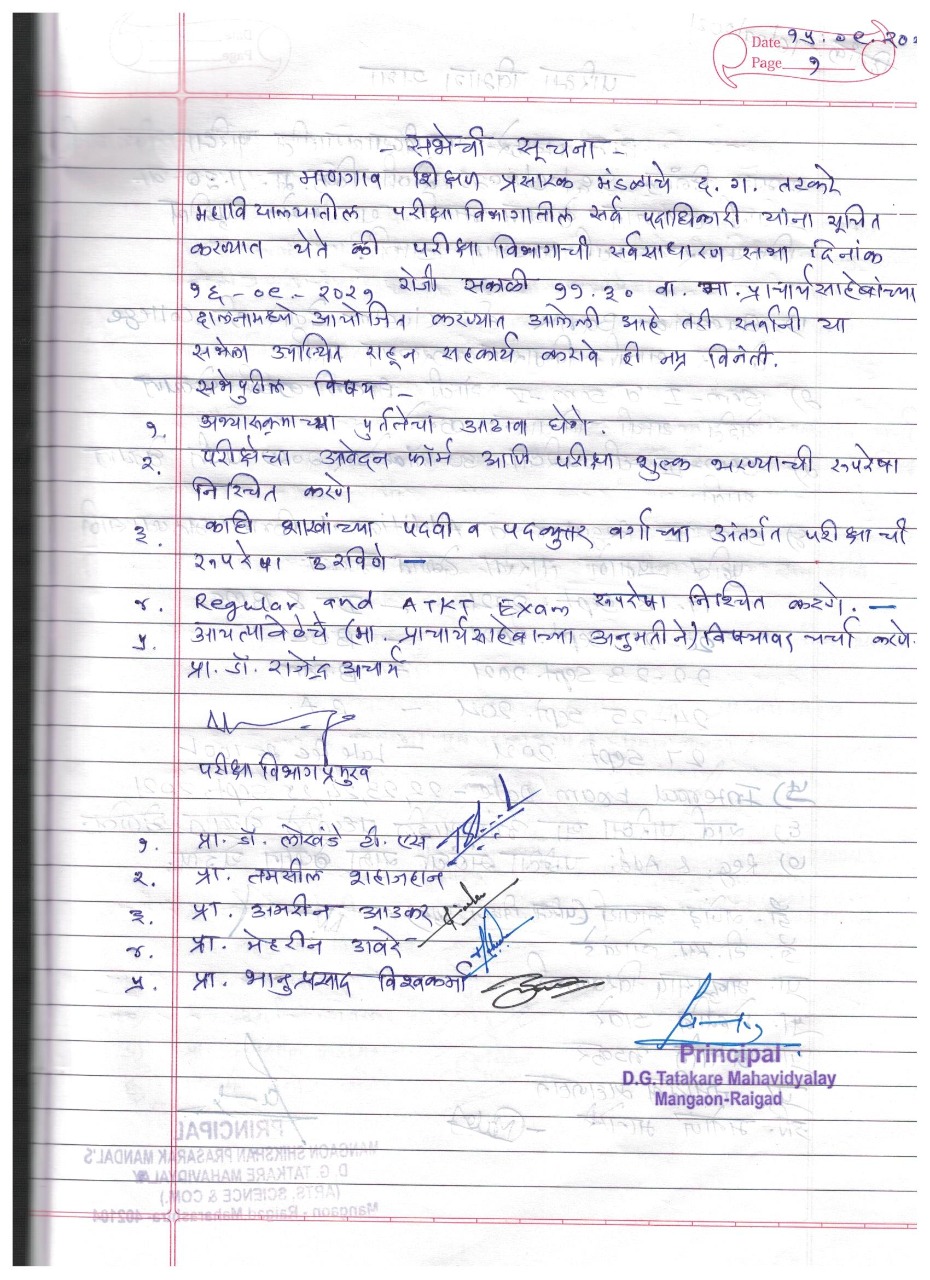 Date १५.०९.२०
Page १
- सभेची सूचना -
माणगाव शिक्षण प्रसारक मंडळाचे द. ग. तटकरे
महाविद्यालयातील परीक्षा विभागातील सर्व पदाधिकारी यांना सूचित
करण्यात येते की परीक्षा विभागाची सर्वसाधारण सभा दिनांक
१६-०९-२०२१ रोजी सकाळी ११.३० वा. मा. प्राचार्यसाहेबांच्या
दालनामध्ये आयोजित करण्यात आलेली आहे तरी सर्वांनी या
सभेला उपस्थित राहून सहकार्य करावे ही नम्र विनंती.
सभेपुढील विषय -
१. अभ्यासक्रमाच्या पुर्ततेचा आढावा घेणे.
२. परीक्षेचा आवेदन फॉर्म आणि परीक्षा शुल्क भरण्याची रुपरेषा
निश्चित करणे
३. काही शाखांच्या पदवी व पदव्युत्तर वर्गाच्या अंतर्गत परीक्षाची
रुपरेषा ठरविणे -
४. Regular and ATKT Exam रुपरेषा निश्चित करणे. -
५. आयत्यावेळेचे (मा. प्राचार्यसाहेबाच्या अनुमतीने) विषयावर चर्चा करणे.
प्रा. डॉ. राजेंद्र आचार्य
परीक्षा विभागप्रमुख
१. प्रा. डॉ. लोखंडे टी. एस
२. प्रा. तमसील शहाजहान
३. प्रा. अमरीन आउकर
४. प्रा. मेहरीन डावरे
५. प्रा. भानुप्रसाद विश्वकर्मा
Principal
D.G.Tatakare Mahavidyalay
Mangaon-Raigad
PRINCIPAL
MANGAON SHIKSHAN PRASARAK MANDAL'S
D. G. TATKARE MAHAVIDYALAY
(ARTS, SCIENCE & COM.)
Mangaon - Raigad Maharashtra- 402104